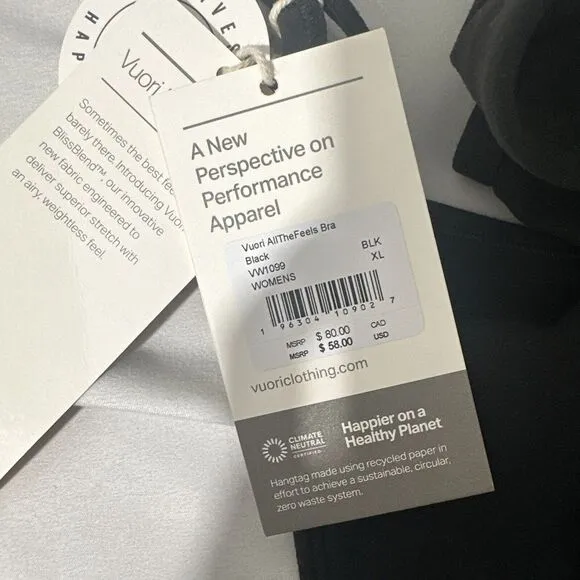 HAP
IVES
Vuori
Sometimes the best
barely there. Introducing Vuori
BlissBlend™, our innovative
new fabric engineered to
deliver superior stretch with
an airy, weightless feel.
A New
Perspective on
Performance
Apparel
Vuori AllTheFeels Bra
Black BLK
VW1099 XL
WOMENS
1 96304 10902 7
MSRP $ 80.00 CAD
MSRP $ 58.00 USD
vuoriclothing.com
CLIMATE
NEUTRAL
CERTIFIED
Happier on a
Healthy Planet
Hangtag made using recycled paper in
effort to achieve a sustainable, circular,
zero waste system.